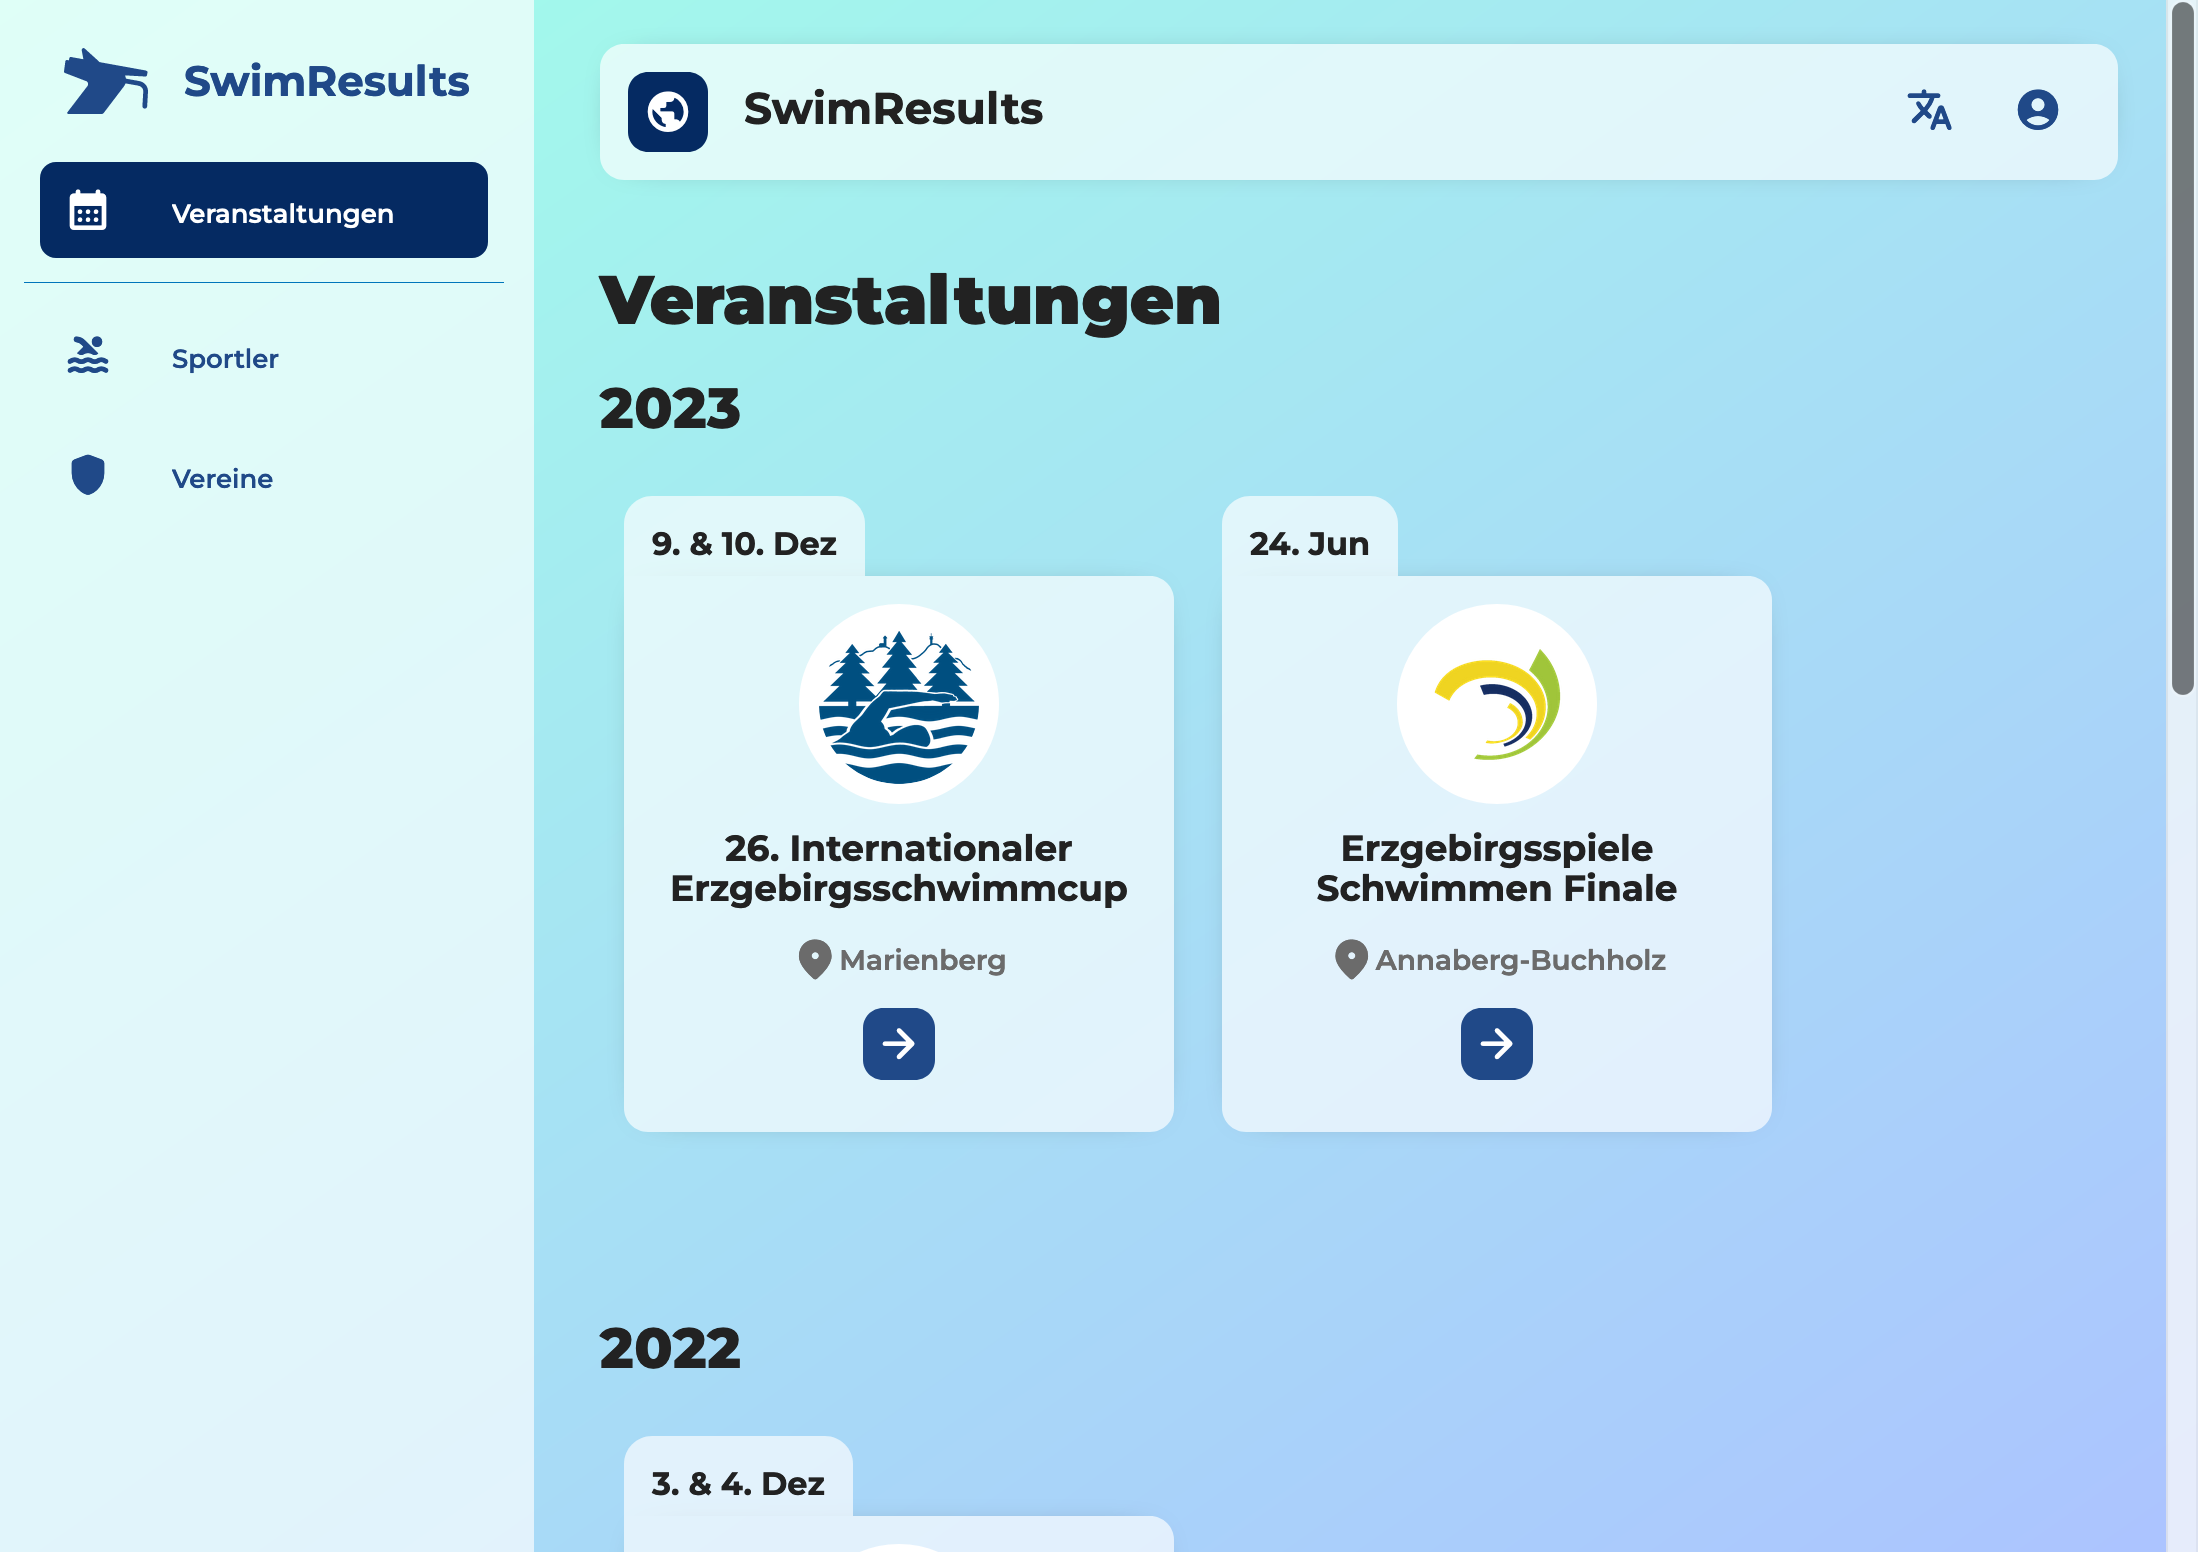 SwimResults
Veranstaltungen
Sportler
Vereine
SwimResults
Veranstaltungen
2023
9. & 10. Dez
26. Internationaler
Erzgebirgsschwimmcup
Marienberg
24. Jun
Erzgebirgsspiele
Schwimmen Finale
Annaberg-Buchholz
2022
3. & 4. Dez